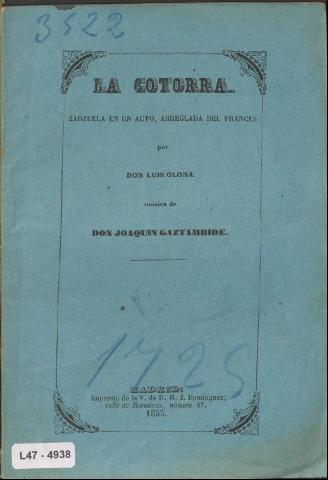 3522
LA COTORRA.
ZARZUELA EN UN ACTO, ARREGLADA DEL FRANCES
por
DON LUIS OLONA.
música de
DON JOAQUIN GAZTAMBIDE.
1725
MADRID:
Imprenta de la V. de D. R. J. Dominguez;
calle de Hortaleza, número 67.
1855.
L47 - 4938